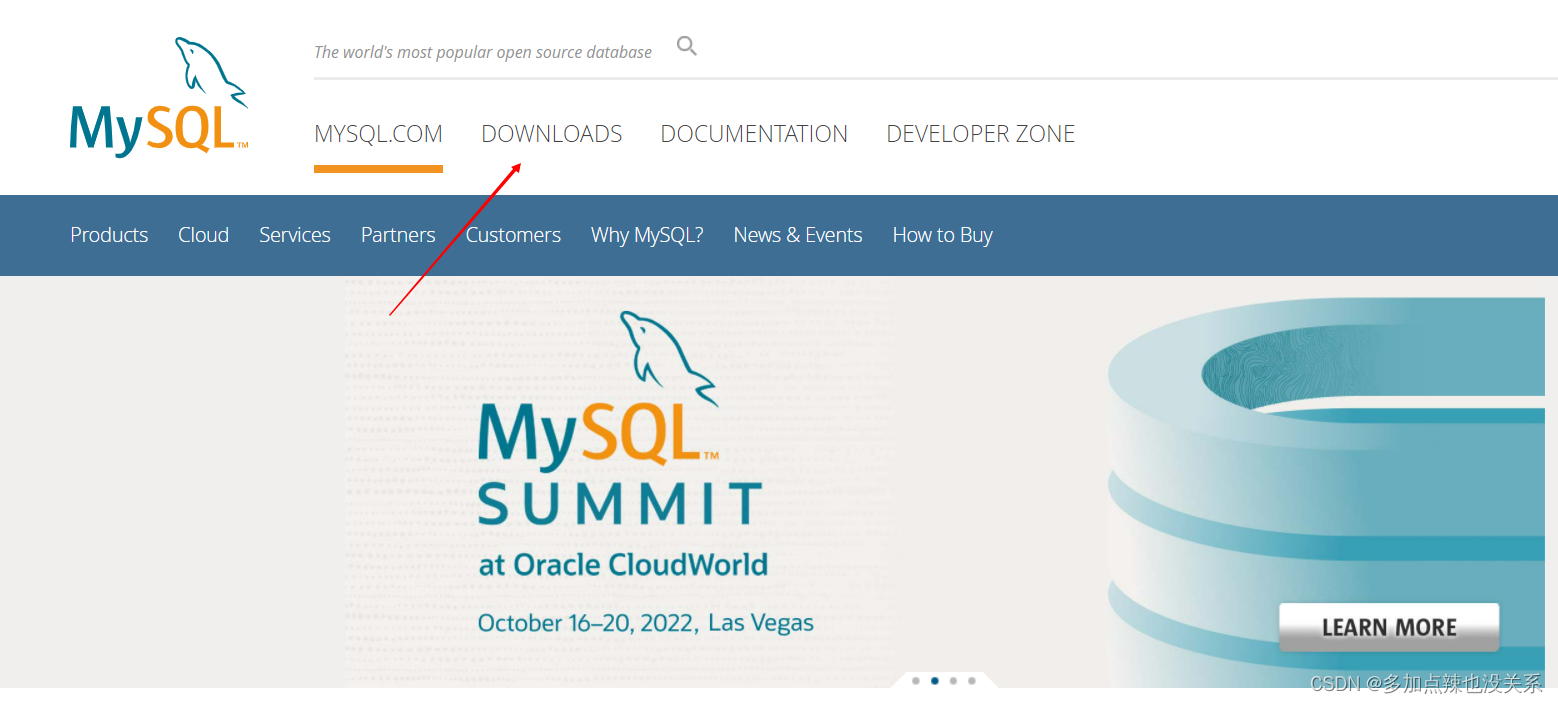 The world's most popular open source database
MySQL™
MYSQL.COM DOWNLOADS DOCUMENTATION DEVELOPER ZONE
Products Cloud Services Partners Customers Why MySQL? News & Events How to Buy
MySQL™
SUMMIT
at Oracle CloudWorld
October 16–20, 2022, Las Vegas
LEARN MORE
CSDN @多加点辣也没关系